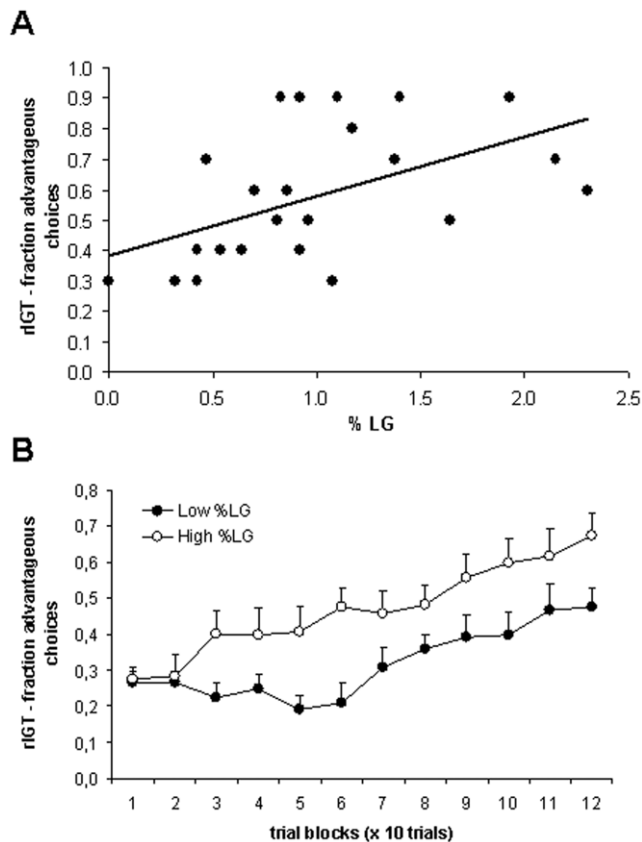 A
1.0
0.9
0.8
0.7
0.6
0.5
0.4
0.3
0.2
0.1
0.0
rIGT - fraction advantageous
choices
0.0 0.5 1.0 1.5 2.0 2.5
% LG
B
0,8
0,7
0,6
0,5
0,4
0,3
0,2
0,1
0,0
rIGT - fraction advantageous
choices
Low %LG
High %LG
1 2 3 4 5 6 7 8 9 10 11 12
trial blocks (x 10 trials)